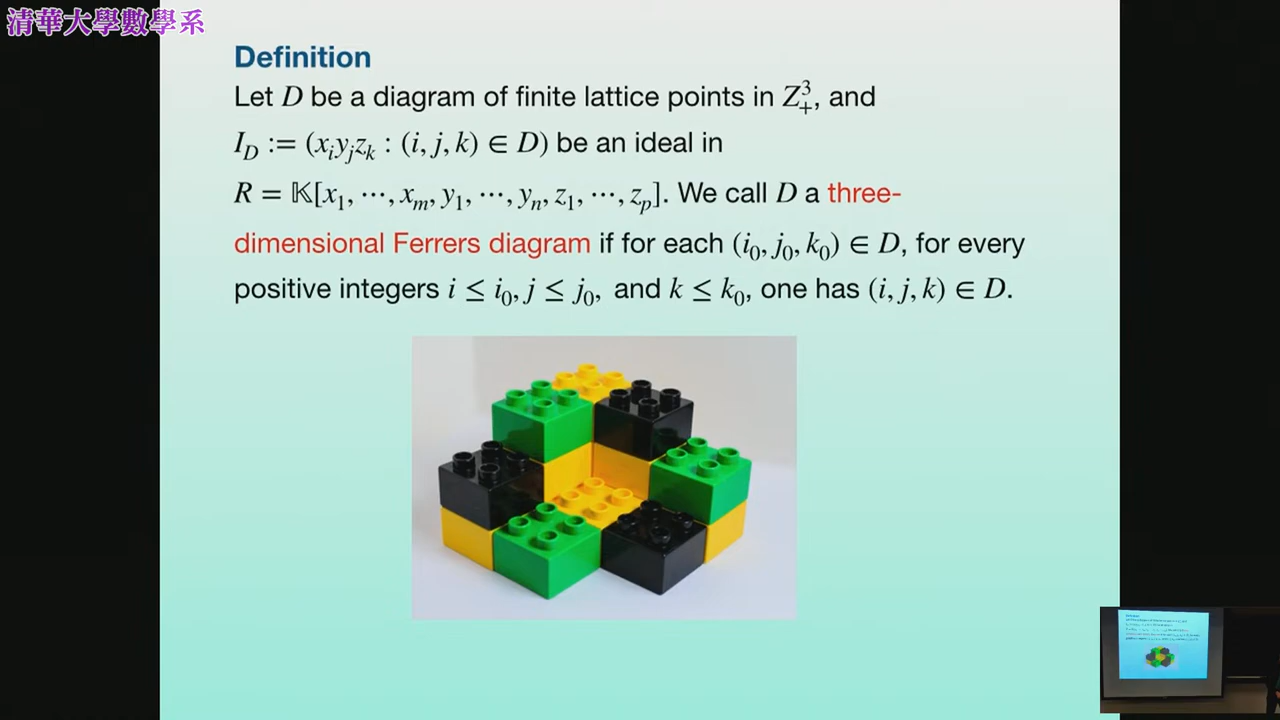 清華大學數學系
Definition
Let D be a diagram of finite lattice points in Z₊³, and
I_D := (x_i y_j z_k : (i, j, k) ∈ D) be an ideal in
R = 𝕂[x₁, ⋯, x_m, y₁, ⋯, y_n, z₁, ⋯, z_p]. We call D a three-
dimensional Ferrers diagram if for each (i₀, j₀, k₀) ∈ D, for every
positive integers i ≤ i₀, j ≤ j₀, and k ≤ k₀, one has (i, j, k) ∈ D.